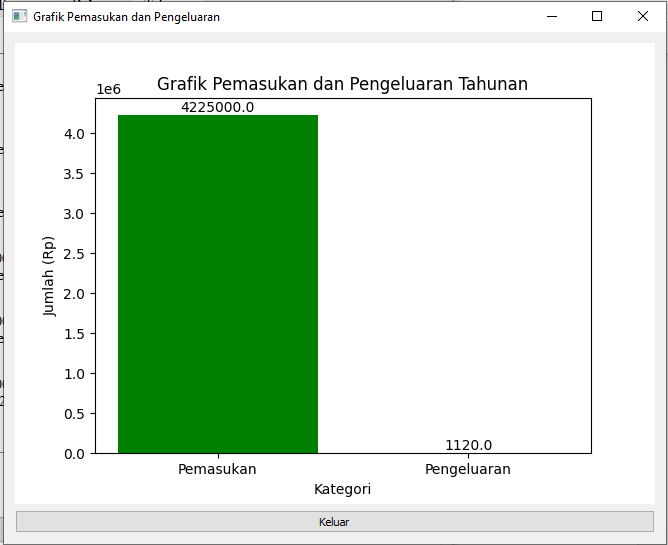 Grafik Pemasukan dan Pengeluaran
Grafik Pemasukan dan Pengeluaran Tahunan
1e6
4225000.0
4.0
3.5
3.0
2.5
2.0
1.5
1.0
0.5
0.0
Jumlah (Rp)
1120.0
Pemasukan
Pengeluaran
Kategori
Keluar